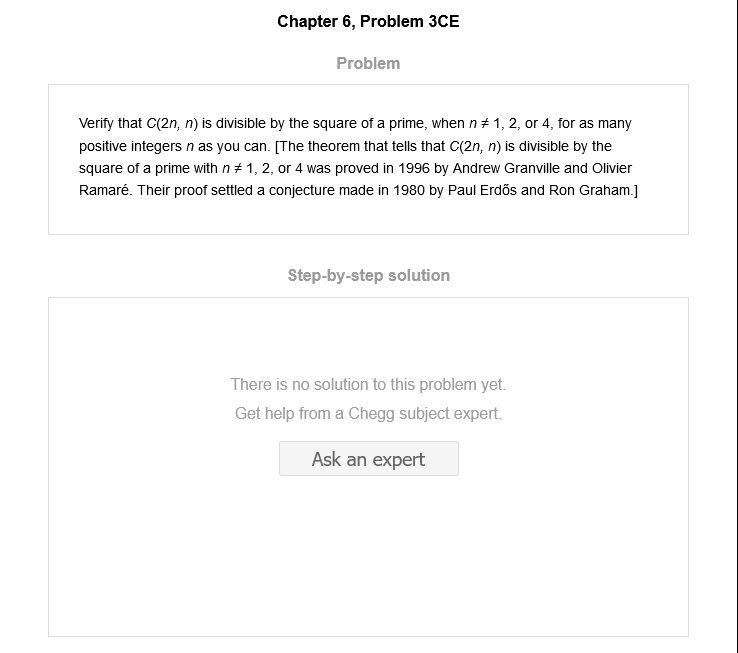 Chapter 6, Problem 3CE
Problem
Verify that C(2n, n) is divisible by the square of a prime, when n ≠ 1, 2, or 4, for as many
positive integers n as you can. [The theorem that tells that C(2n, n) is divisible by the
square of a prime with n ≠ 1, 2, or 4 was proved in 1996 by Andrew Granville and Olivier
Ramaré. Their proof settled a conjecture made in 1980 by Paul Erdős and Ron Graham.]
Step-by-step solution
There is no solution to this problem yet.
Get help from a Chegg subject expert.
Ask an expert